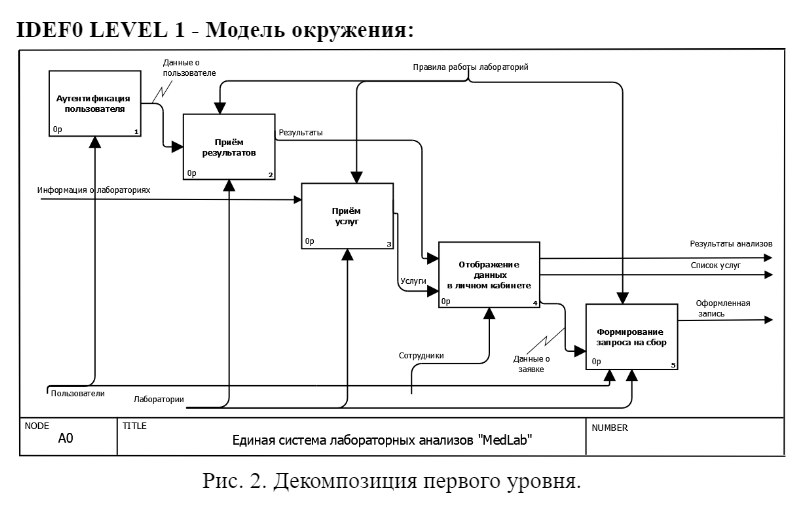 IDEF0 LEVEL 1 - Модель окружения:
Данные о
пользователе
Правила работы лабораторий
Аутентификация
пользователя
0р 1
Приём
результатов
0р 2
Результаты
Информация о лабораториях
Приём
услуг
0р 3
Услуги
Отображение
данных
в личном кабинете
0р 4
Результаты анализов
Список услуг
Оформленная
запись
Формирование
запроса на сбор
0р 5
Сотрудники
Данные о
заявке
Пользователи
Лаборатории
NODE
A0
TITLE
Единая система лабораторных анализов "MedLab"
NUMBER
Рис. 2. Декомпозиция первого уровня.